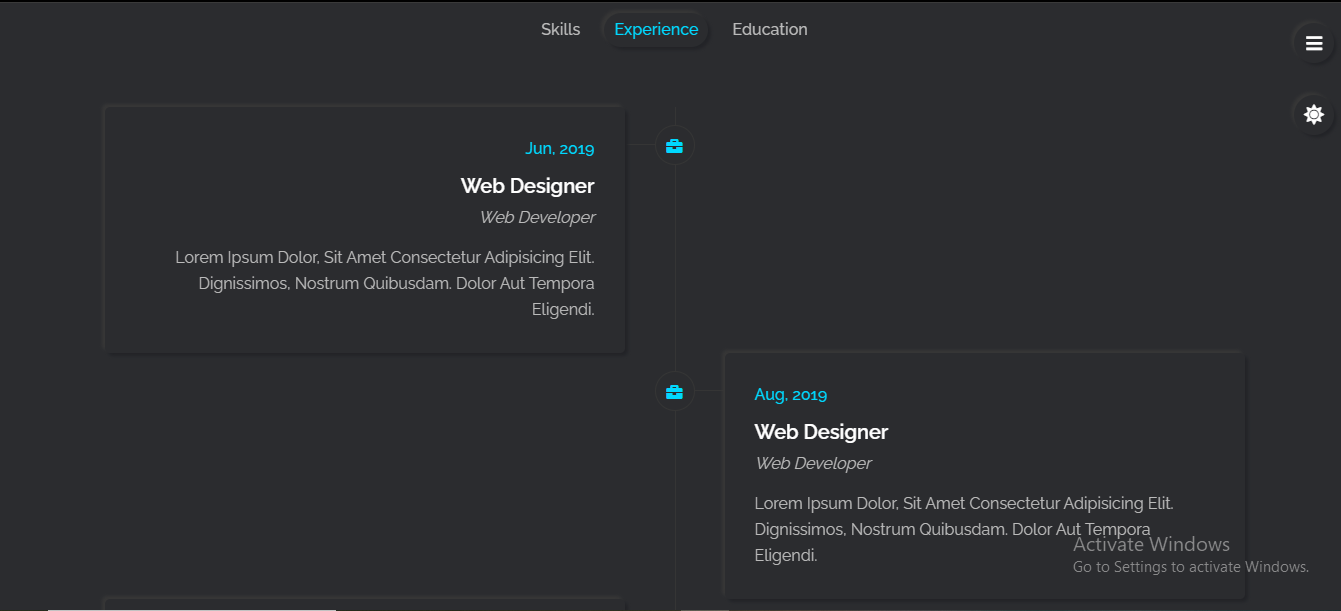 Skills
Experience
Education
Jun, 2019
Web Designer
Web Developer
Lorem Ipsum Dolor, Sit Amet Consectetur Adipisicing Elit.
Dignissimos, Nostrum Quibusdam. Dolor Aut Tempora
Eligendi.
Aug, 2019
Web Designer
Web Developer
Lorem Ipsum Dolor, Sit Amet Consectetur Adipisicing Elit.
Dignissimos, Nostrum Quibusdam. Dolor Aut Tempora
Eligendi.
Activate Windows
Go to Settings to activate Windows.